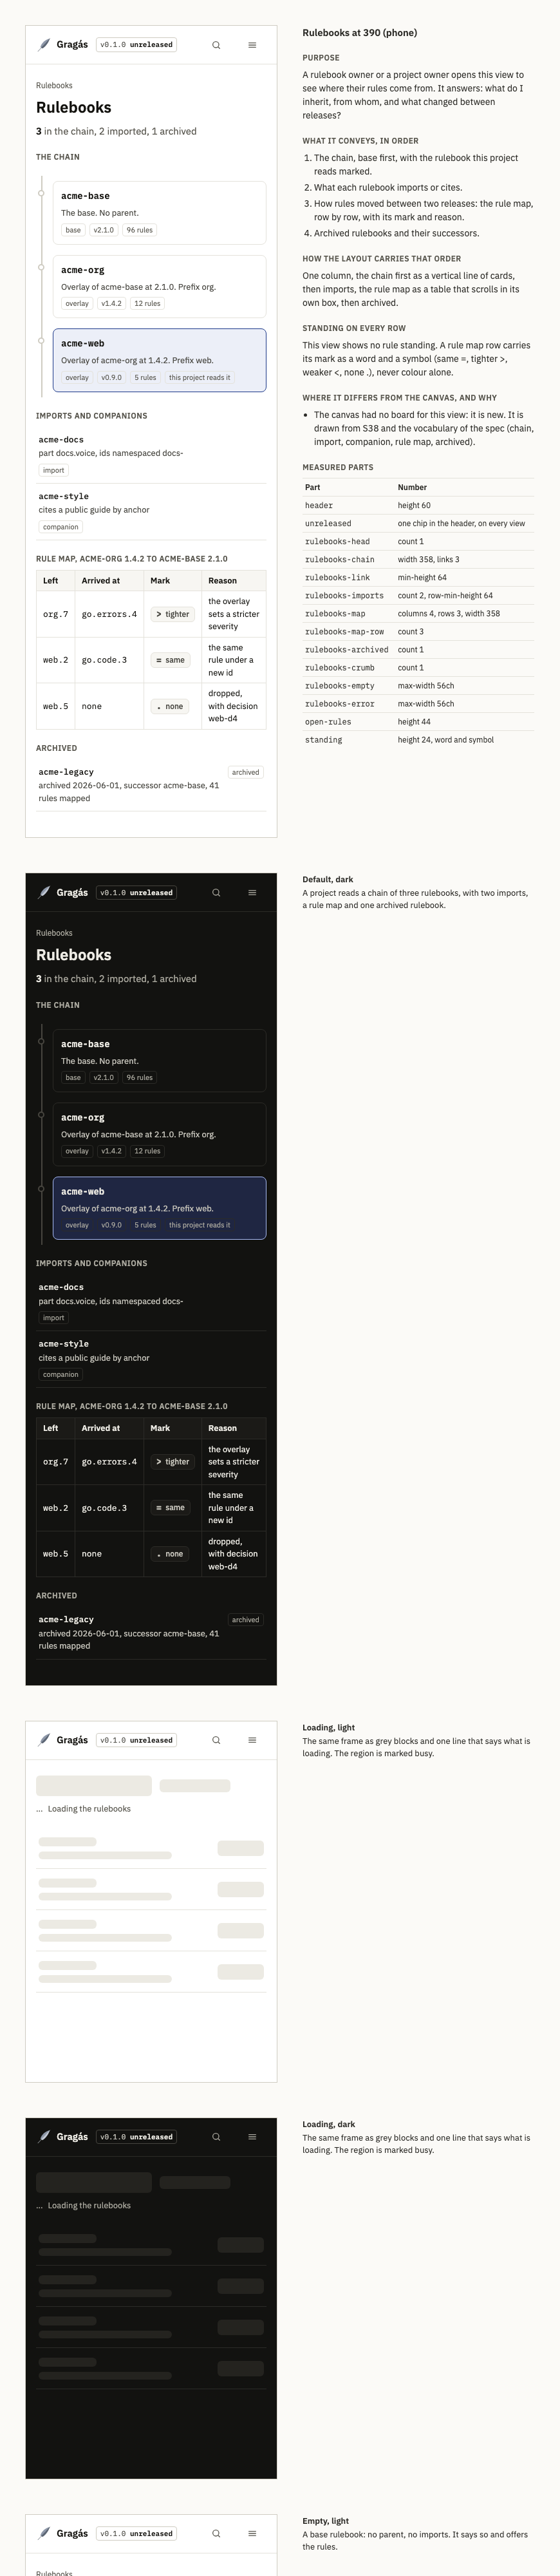 Gragás v0.1.0 unreleased
Rulebooks
Rulebooks
3 in the chain, 2 imported, 1 archived
THE CHAIN
acme-base
The base. No parent.
base v2.1.0 96 rules
acme-org
Overlay of acme-base at 2.1.0. Prefix org.
overlay v1.4.2 12 rules
acme-web
Overlay of acme-org at 1.4.2. Prefix web.
overlay v0.9.0 5 rules this project reads it
IMPORTS AND COMPANIONS
acme-docs
part docs.voice, ids namespaced docs-
import
acme-style
cites a public guide by anchor
companion
RULE MAP, ACME-ORG 1.4.2 TO ACME-BASE 2.1.0
Left Arrived at Mark Reason
org.7 go.errors.4 > tighter the overlay
sets a stricter
severity
web.2 go.code.3 = same the same
rule under a
new id
web.5 none . none dropped,
with decision
web-d4
ARCHIVED
acme-legacy archived
archived 2026-06-01, successor acme-base, 41
rules mapped
Rulebooks at 390 (phone)
PURPOSE
A rulebook owner or a project owner opens this view to
see where their rules come from. It answers: what do I
inherit, from whom, and what changed between
releases?
WHAT IT CONVEYS, IN ORDER
1. The chain, base first, with the rulebook this project
reads marked.
2. What each rulebook imports or cites.
3. How rules moved between two releases: the rule map,
row by row, with its mark and reason.
4. Archived rulebooks and their successors.
HOW THE LAYOUT CARRIES THAT ORDER
One column, the chain first as a vertical line of cards,
then imports, the rule map as a table that scrolls in its
own box, then archived.
STANDING ON EVERY ROW
This view shows no rule standing. A rule map row carries
its mark as a word and a symbol (same =, tighter >,
weaker <, none .), never colour alone.
WHERE IT DIFFERS FROM THE CANVAS, AND WHY
• The canvas had no board for this view: it is new. It is
drawn from S38 and the vocabulary of the spec (chain,
import, companion, rule map, archived).
MEASURED PARTS
Part Number
header height 60
unreleased one chip in the header, on every view
rulebooks-head count 1
rulebooks-chain width 358, links 3
rulebooks-link min-height 64
rulebooks-imports count 2, row-min-height 64
rulebooks-map columns 4, rows 3, width 358
rulebooks-map-row count 3
rulebooks-archived count 1
rulebooks-crumb count 1
rulebooks-empty max-width 56ch
rulebooks-error max-width 56ch
open-rules height 44
standing height 24, word and symbol
Gragás v0.1.0 unreleased
Rulebooks
Rulebooks
3 in the chain, 2 imported, 1 archived
THE CHAIN
acme-base
The base. No parent.
base v2.1.0 96 rules
acme-org
Overlay of acme-base at 2.1.0. Prefix org.
overlay v1.4.2 12 rules
acme-web
Overlay of acme-org at 1.4.2. Prefix web.
overlay v0.9.0 5 rules this project reads it
IMPORTS AND COMPANIONS
acme-docs
part docs.voice, ids namespaced docs-
import
acme-style
cites a public guide by anchor
companion
RULE MAP, ACME-ORG 1.4.2 TO ACME-BASE 2.1.0
Left Arrived at Mark Reason
org.7 go.errors.4 > tighter the overlay
sets a stricter
severity
web.2 go.code.3 = same the same
rule under a
new id
web.5 none . none dropped,
with decision
web-d4
ARCHIVED
acme-legacy archived
archived 2026-06-01, successor acme-base, 41
rules mapped
Default, dark
A project reads a chain of three rulebooks, with two imports,
a rule map and one archived rulebook.
Gragás v0.1.0 unreleased
... Loading the rulebooks
Loading, light
The same frame as grey blocks and one line that says what is
loading. The region is marked busy.
Gragás v0.1.0 unreleased
... Loading the rulebooks
Loading, dark
The same frame as grey blocks and one line that says what is
loading. The region is marked busy.
Gragás v0.1.0 unreleased
Rulebooks
Empty, light
A base rulebook: no parent, no imports. It says so and offers
the rules.